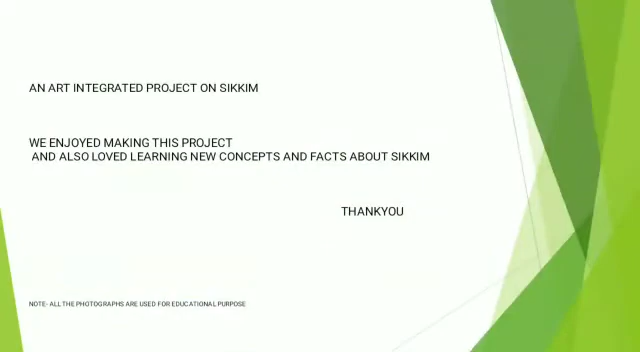 AN ART INTEGRATED PROJECT ON SIKKIM
WE ENJOYED MAKING THIS PROJECT
AND ALSO LOVED LEARNING NEW CONCEPTS AND FACTS ABOUT SIKKIM
THANKYOU
NOTE- ALL THE PHOTOGRAPHS ARE USED FOR EDUCATIONAL PURPOSE